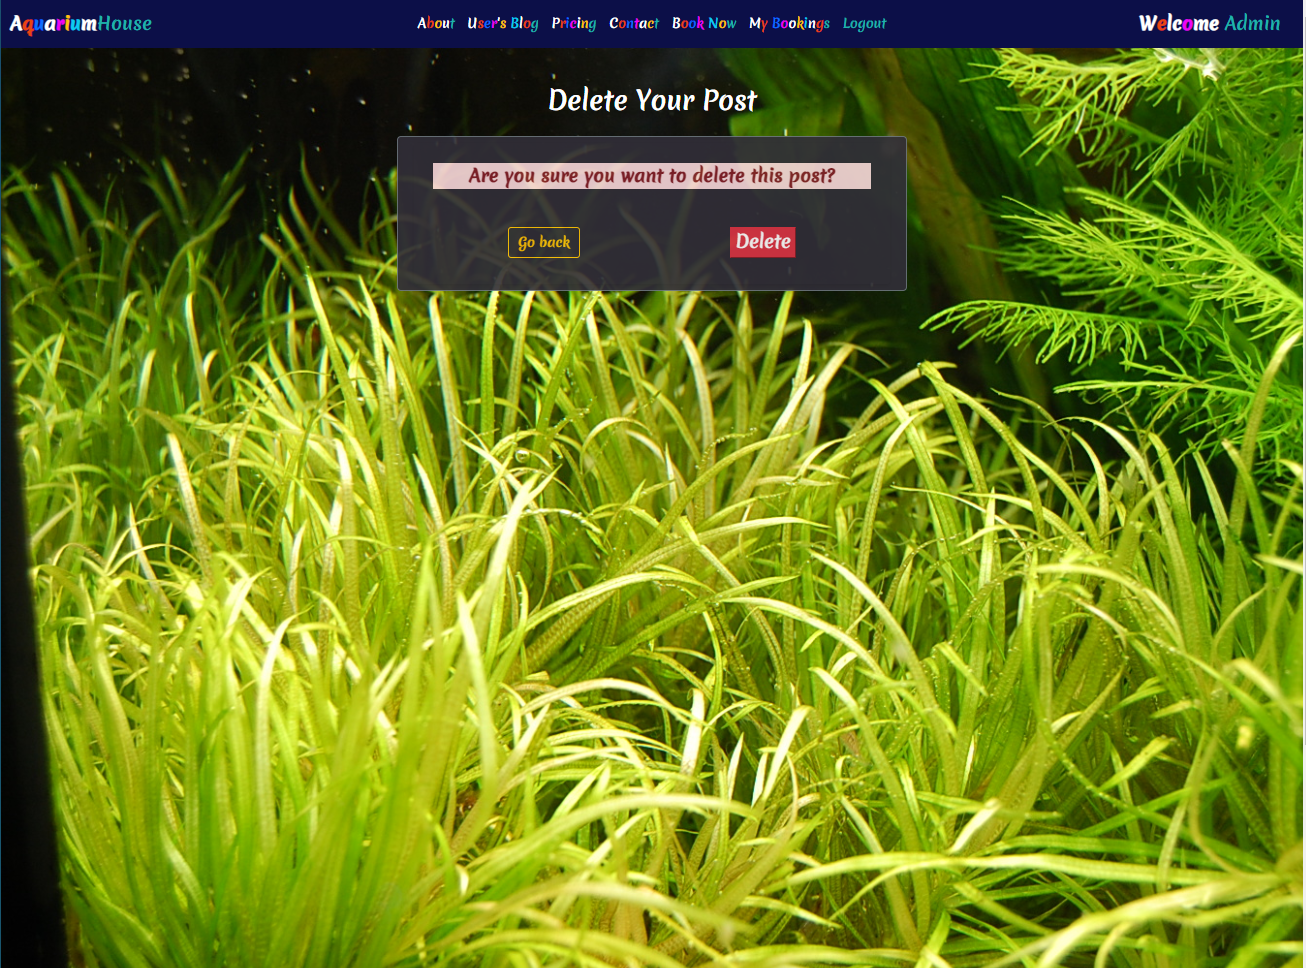 AquariumHouse About User's Blog Pricing Contact Book Now My Bookings Logout Welcome Admin
Delete Your Post
Are you sure you want to delete this post?
Go back Delete